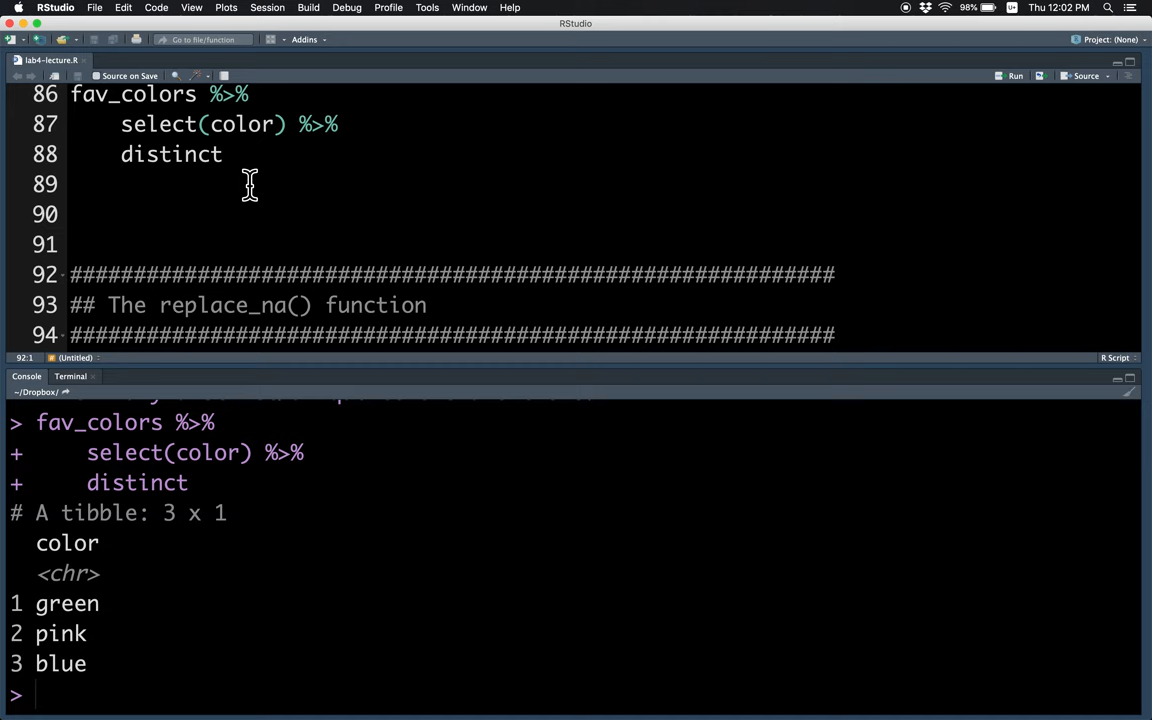 RStudio File Edit Code View Plots Session Build Debug Profile Tools Window Help 98% Thu 12:02 PM
RStudio
Go to file/function Addins Project: (None)
lab4-lecture.R
Source on Save Run Source
86 fav_colors %>%
87 select(color) %>%
88 distinct
89
90
91
92 ############################################################
93 ## The replace_na() function
94 ############################################################
92:1 (Untitled) R Script
Console Terminal
~/Dropbox/
> fav_colors %>%
+ select(color) %>%
+ distinct
# A tibble: 3 x 1
color
<chr>
1 green
2 pink
3 blue
>